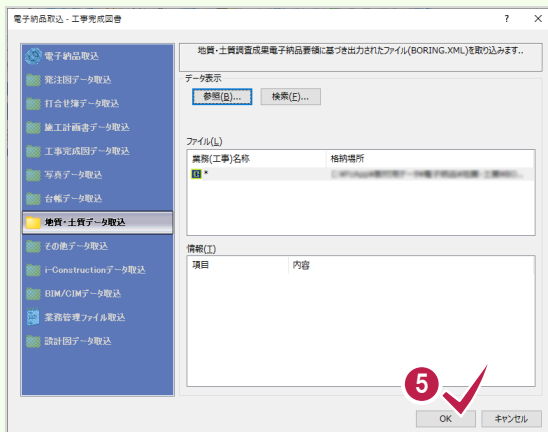 電子納品取込 - 工事完成図書
電子納品取込
発注図データ取込
打合せ簿データ取込
施工計画書データ取込
工事完成図データ取込
写真データ取込
台帳データ取込
地質・土質データ取込
その他データ取込
i-Constructionデータ取込
BIM/CIMデータ取込
業務管理ファイル取込
設計図データ取込
地質・土質調査成果電子納品要領に基づき出力されたファイル(BORING.XML)を取り込みます..
データ表示
参照(B)... 検索(F)...
ファイル(L)
業務(工事)名称 格納場所
*
情報(T)
項目 内容
5
OK キャンセル